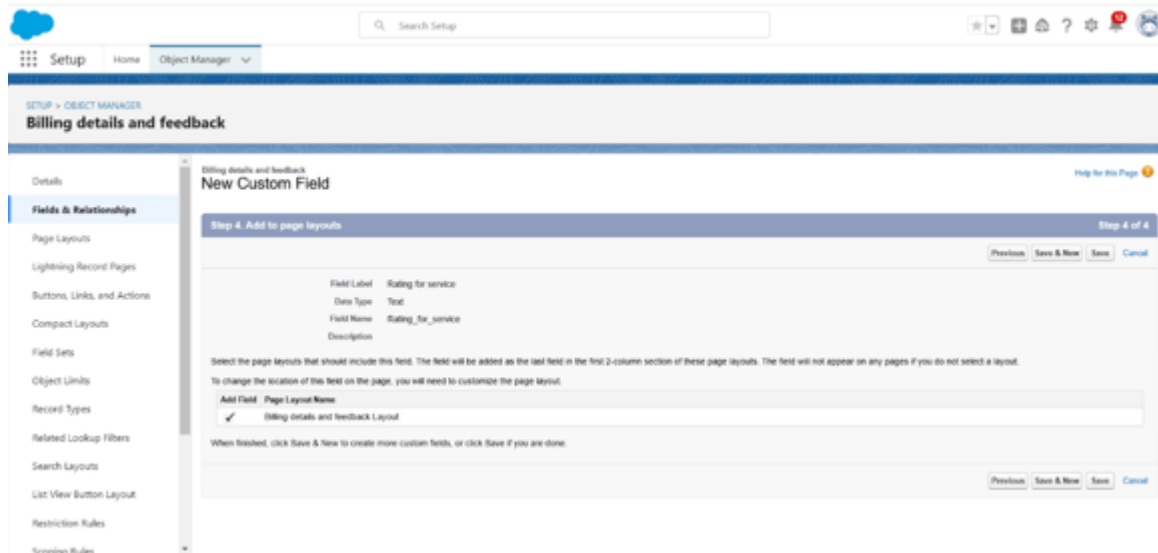 Search Setup
12
Setup Home Object Manager
SETUP > OBJECT MANAGER
Billing details and feedback
Details
Fields & Relationships
Page Layouts
Lightning Record Pages
Buttons, Links, and Actions
Compact Layouts
Field Sets
Object Limits
Record Types
Related Lookup Filters
Search Layouts
List View Button Layout
Restriction Rules
Scoping Rules
Billing details and feedback
New Custom Field
Help for this Page
Step 4. Add to page layouts Step 4 of 4
Previous Save & New Save Cancel
Field Label Rating for service
Data Type Text
Field Name Rating_for_service
Description
Select the page layouts that should include this field. The field will be added as the last field in the first 2-column section of these page layouts. The field will not appear on any pages if you do not select a layout.
To change the location of this field on the page, you will need to customize the page layout.
Add Field Page Layout Name
Billing details and feedback Layout
When finished, click Save & New to create more custom fields, or click Save if you are done.
Previous Save & New Save Cancel